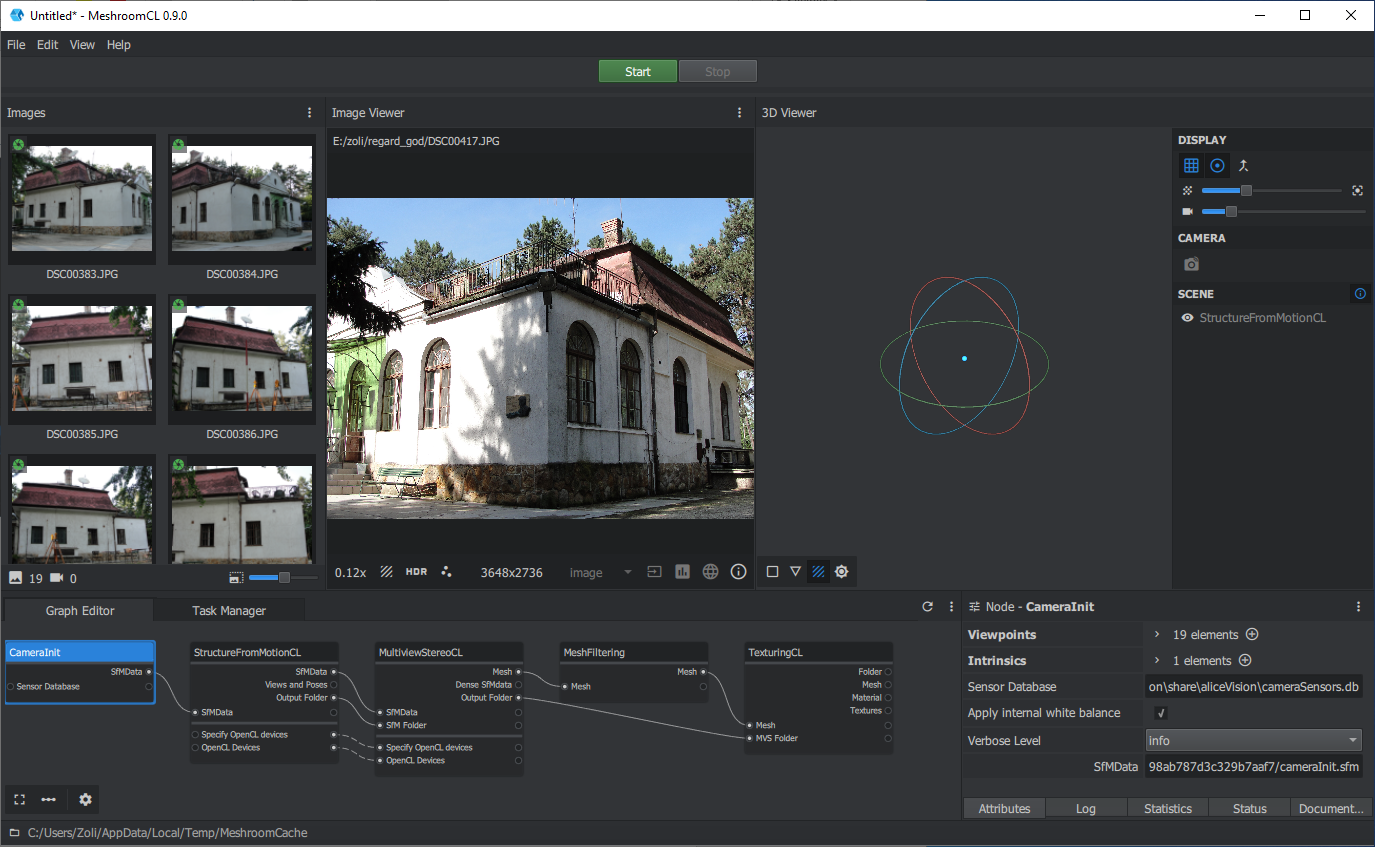 Untitled* - MeshroomCL 0.9.0
File Edit View Help
Start Stop
Images
Image Viewer
3D Viewer
DSC00383.JPG
DSC00384.JPG
DSC00385.JPG
DSC00386.JPG
19 0
E:/zoli/regard_god/DSC00417.JPG
0.12x HDR 3648x2736 image
DISPLAY
CAMERA
SCENE
StructureFromMotionCL
Graph Editor Task Manager
CameraInit
SfMData
Sensor Database
StructureFromMotionCL
SfMData
Views and Poses
Output Folder
SfMData
Specify OpenCL devices
OpenCL Devices
MultiviewStereoCL
Mesh
Dense SfMdata
Output Folder
SfMData
SfM Folder
Specify OpenCL devices
OpenCL Devices
MeshFiltering
Mesh
Mesh
TexturingCL
Folder
Mesh
Material
Textures
Mesh
MVS Folder
Node - CameraInit
Viewpoints 19 elements
Intrinsics 1 elements
Sensor Database on\share\aliceVision\cameraSensors.db
Apply internal white balance
Verbose Level info
SfMData 98ab787d3c329b7aaf7/cameraInit.sfm
Attributes Log Statistics Status Document...
C:/Users/Zoli/AppData/Local/Temp/MeshroomCache